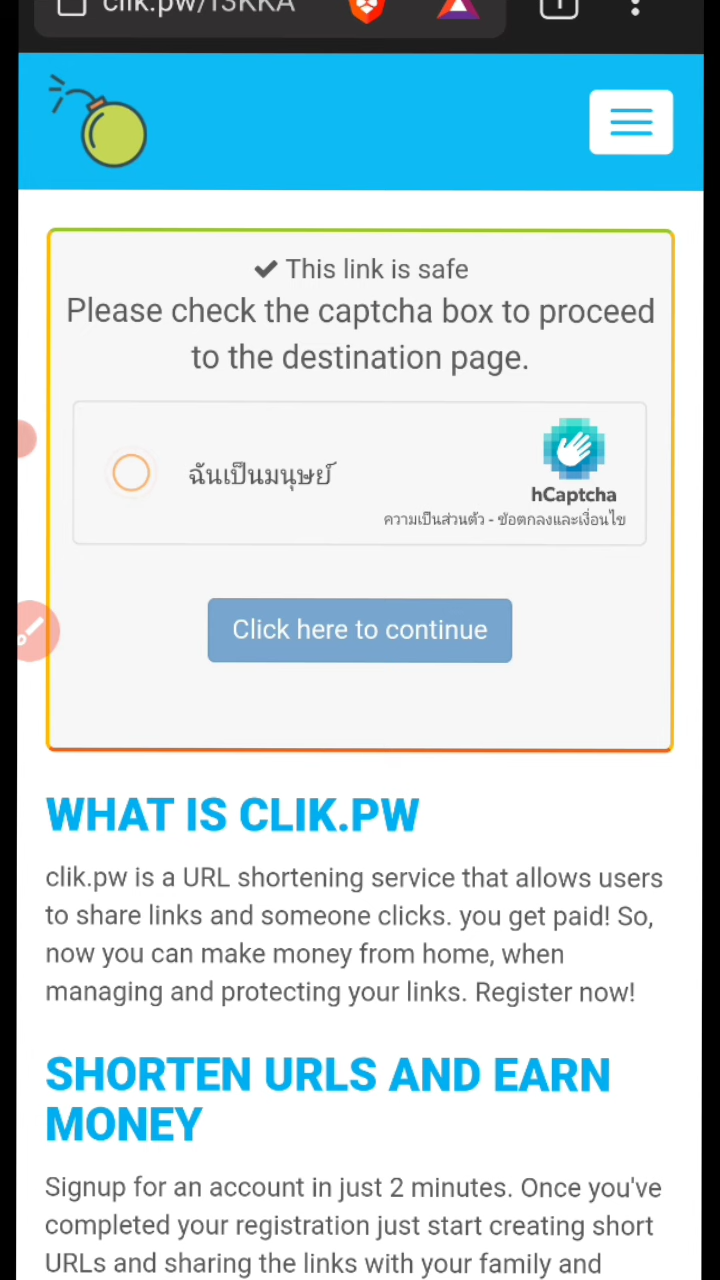 This link is safe
Please check the captcha box to proceed
to the destination page.
ฉันเป็นมนุษย์
hCaptcha
ความเป็นส่วนตัว - ข้อตกลงและเงื่อนไข
Click here to continue
WHAT IS CLIK.PW
clik.pw is a URL shortening service that allows users
to share links and someone clicks. you get paid! So,
now you can make money from home, when
managing and protecting your links. Register now!
SHORTEN URLS AND EARN
MONEY
Signup for an account in just 2 minutes. Once you've
completed your registration just start creating short
URLs and sharing the links with your family and